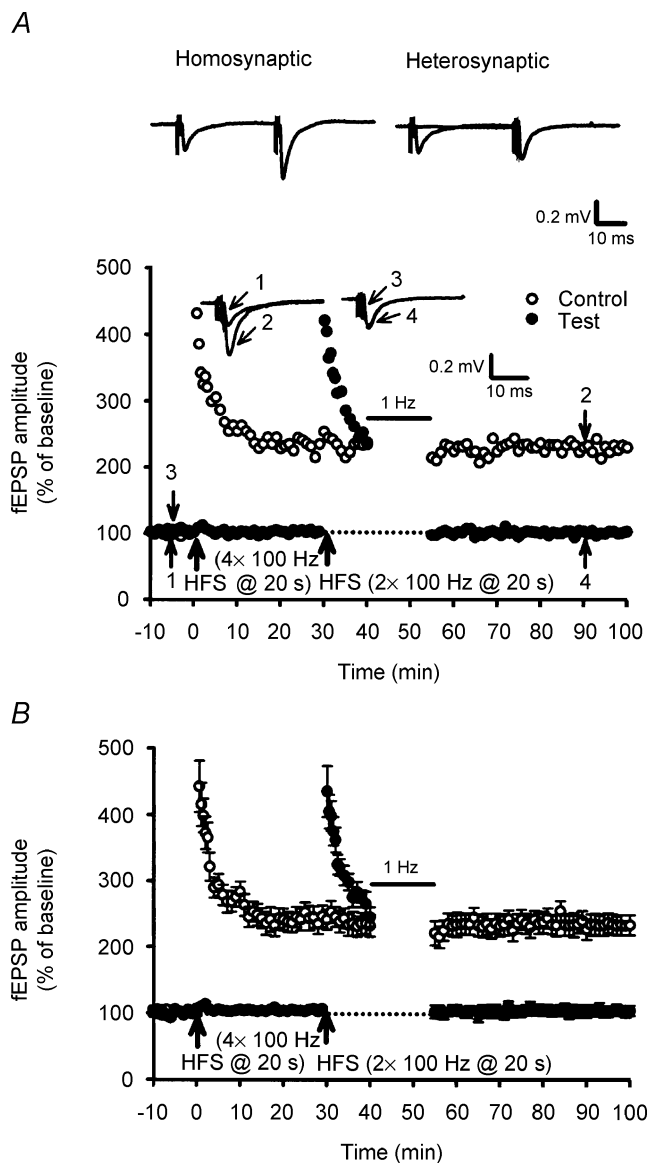 A
Homosynaptic Heterosynaptic
0.2 mV
10 ms
500
400
300
200
100
0
fEPSP amplitude
(% of baseline)
1
2
3
4
Control
Test
0.2 mV
10 ms
1 Hz
2
3
1
(4× 100 Hz
HFS @ 20 s)
HFS (2× 100 Hz @ 20 s)
4
-10 0 10 20 30 40 50 60 70 80 90 100
Time (min)
B
500
400
300
200
100
0
fEPSP amplitude
(% of baseline)
1 Hz
(4× 100 Hz
HFS @ 20 s)
HFS (2× 100 Hz @ 20 s)
-10 0 10 20 30 40 50 60 70 80 90 100
Time (min)